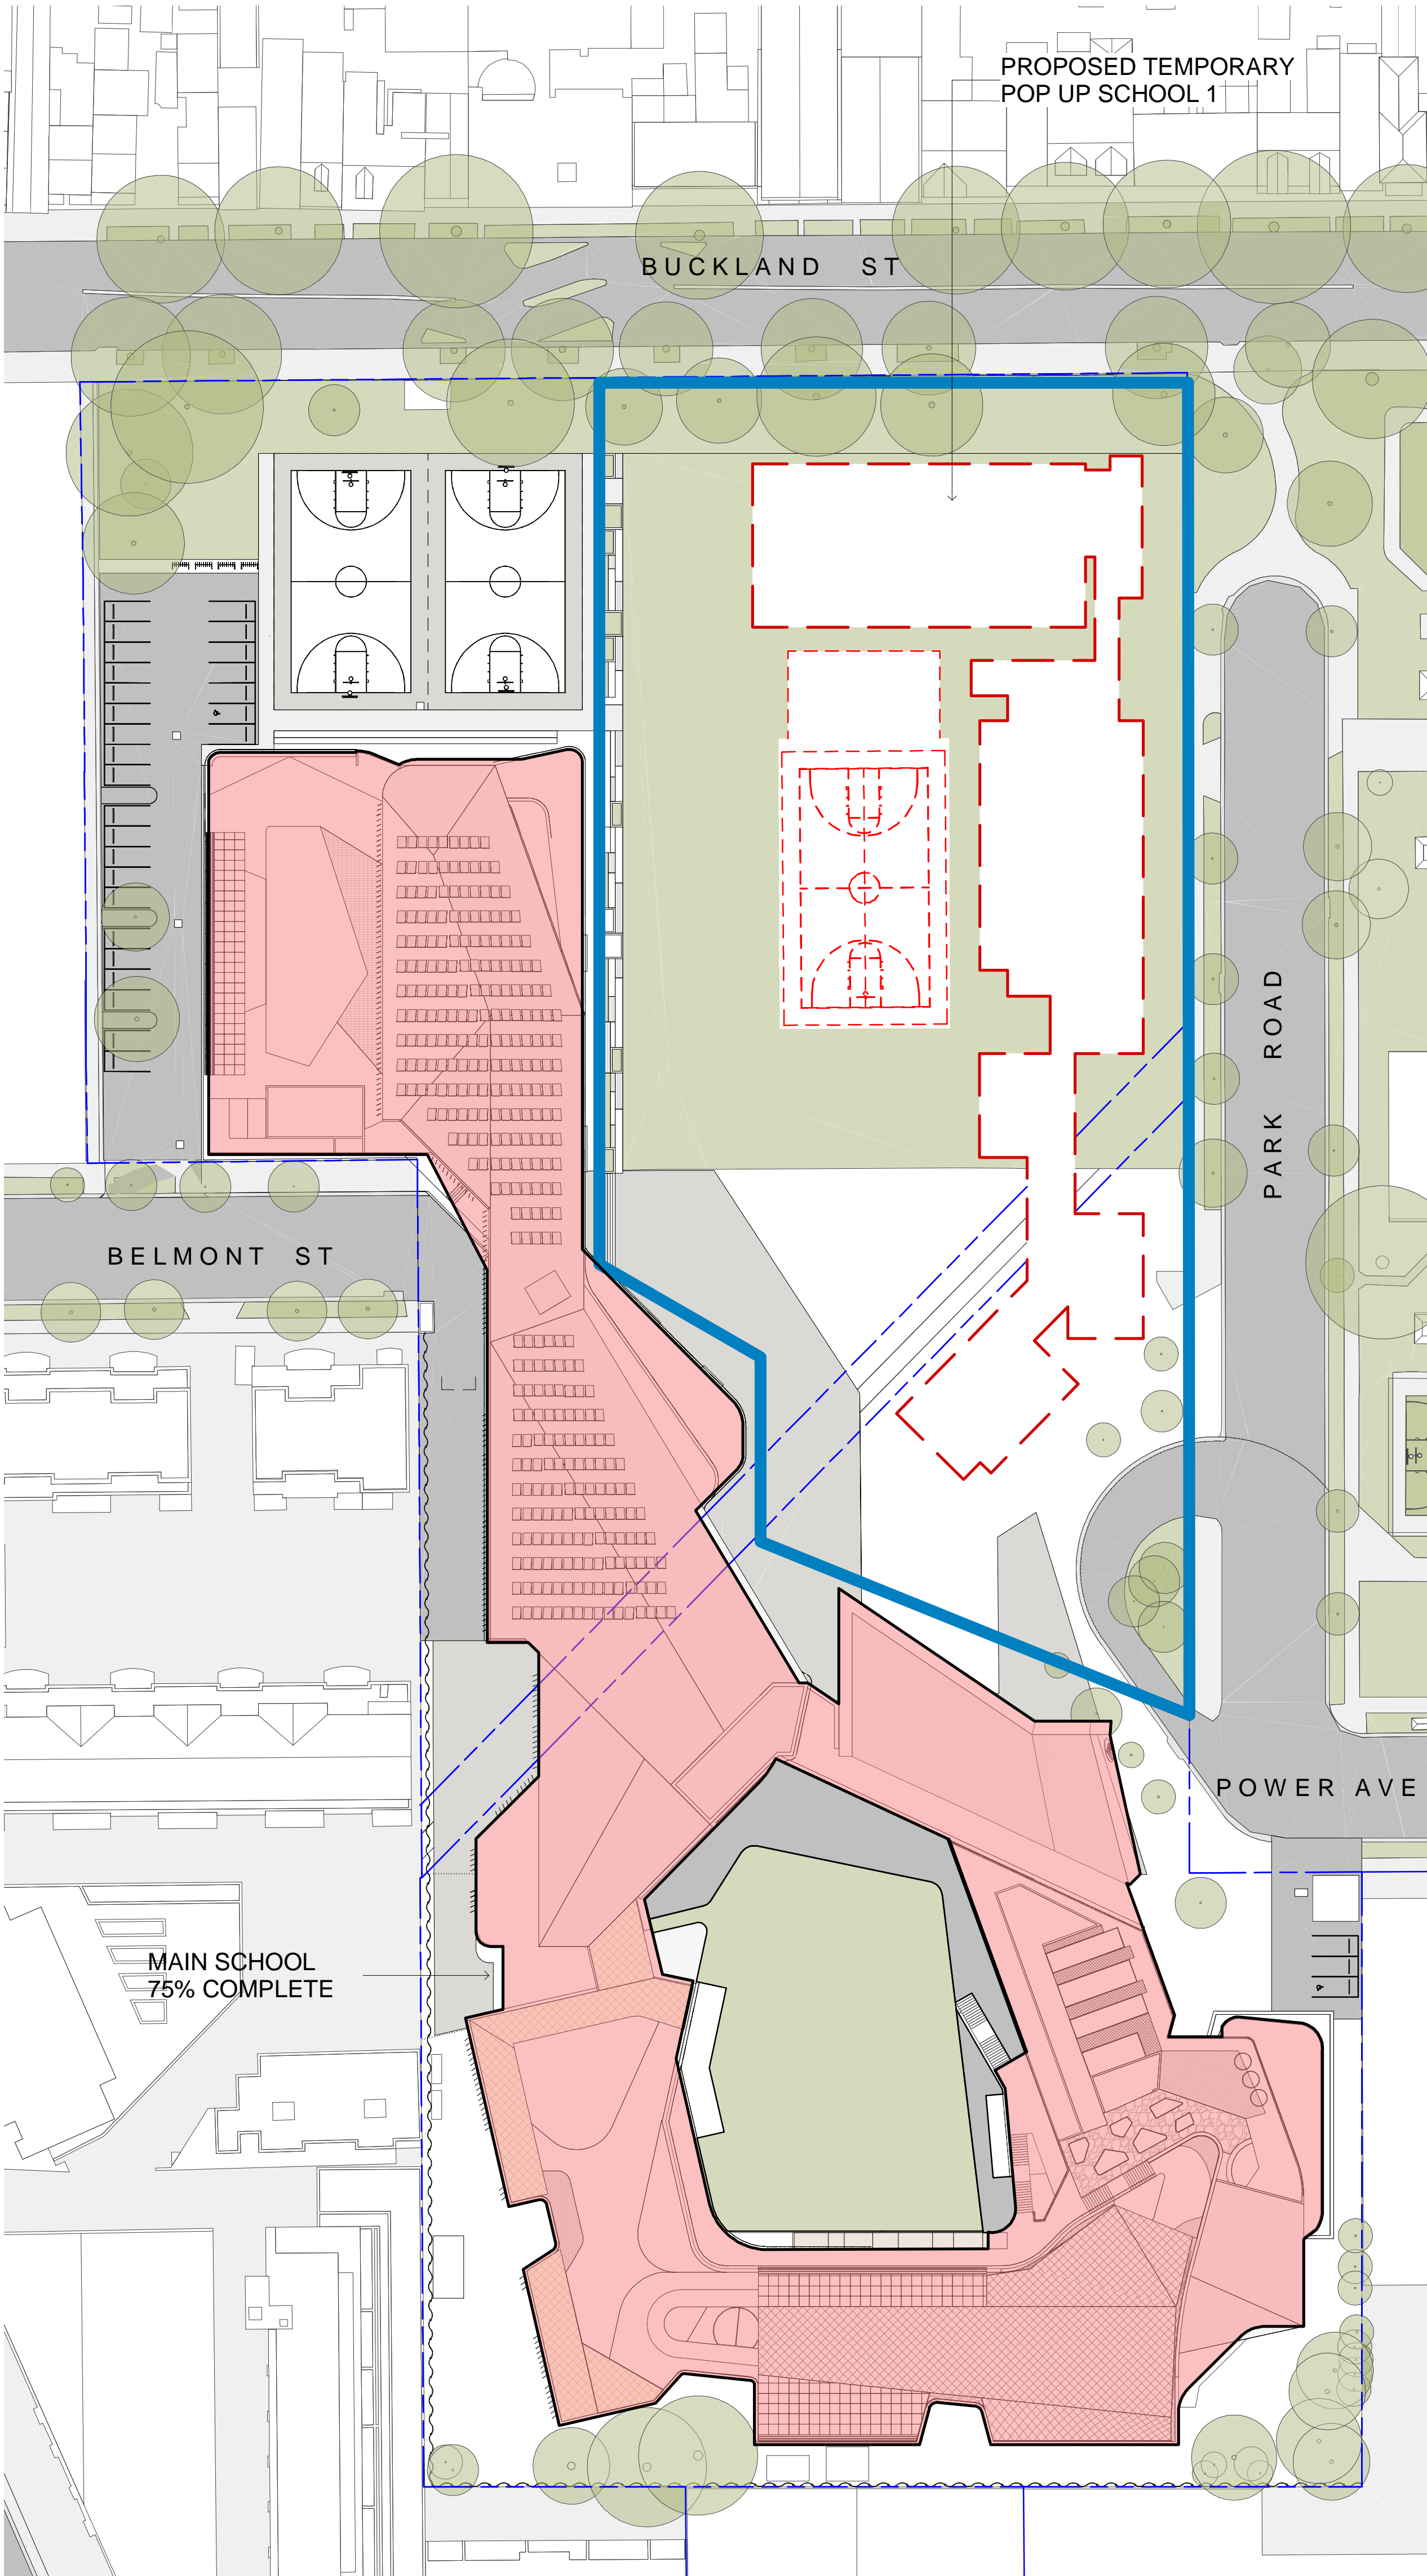 PROPOSED TEMPORARY
POP UP SCHOOL 1
BUCKLAND ST
PARK ROAD
BELMONT ST
POWER AVE
MAIN SCHOOL
75% COMPLETE